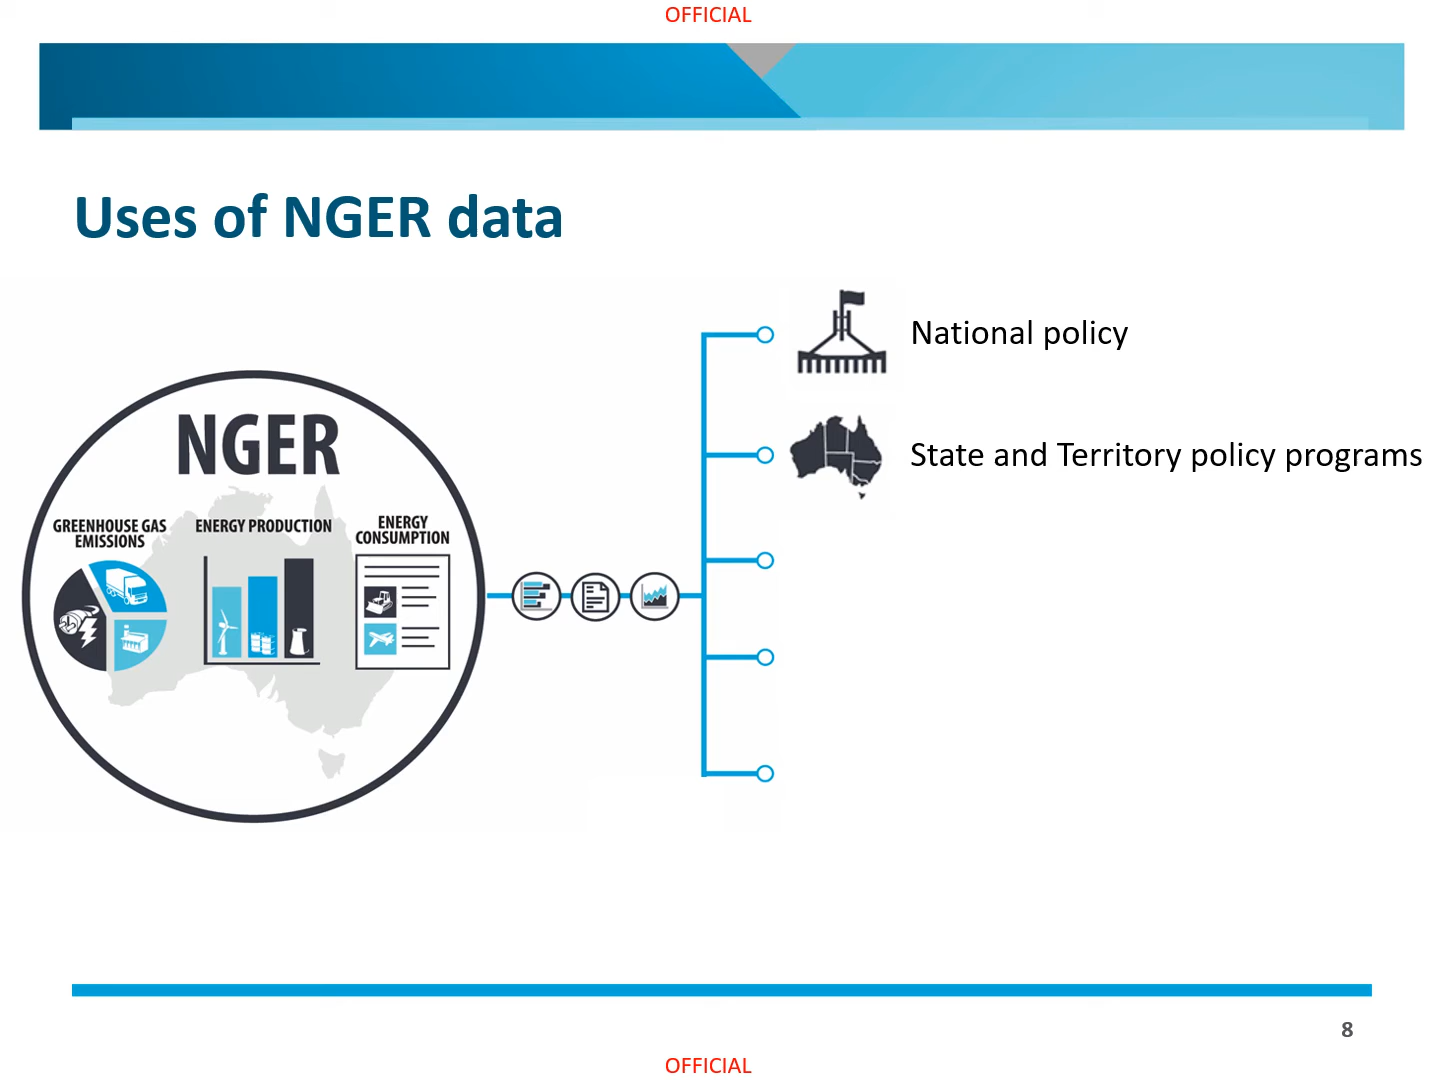 OFFICIAL
Uses of NGER data
NGER
GREENHOUSE GAS
EMISSIONS
ENERGY PRODUCTION
ENERGY
CONSUMPTION
National policy
State and Territory policy programs
8
OFFICIAL